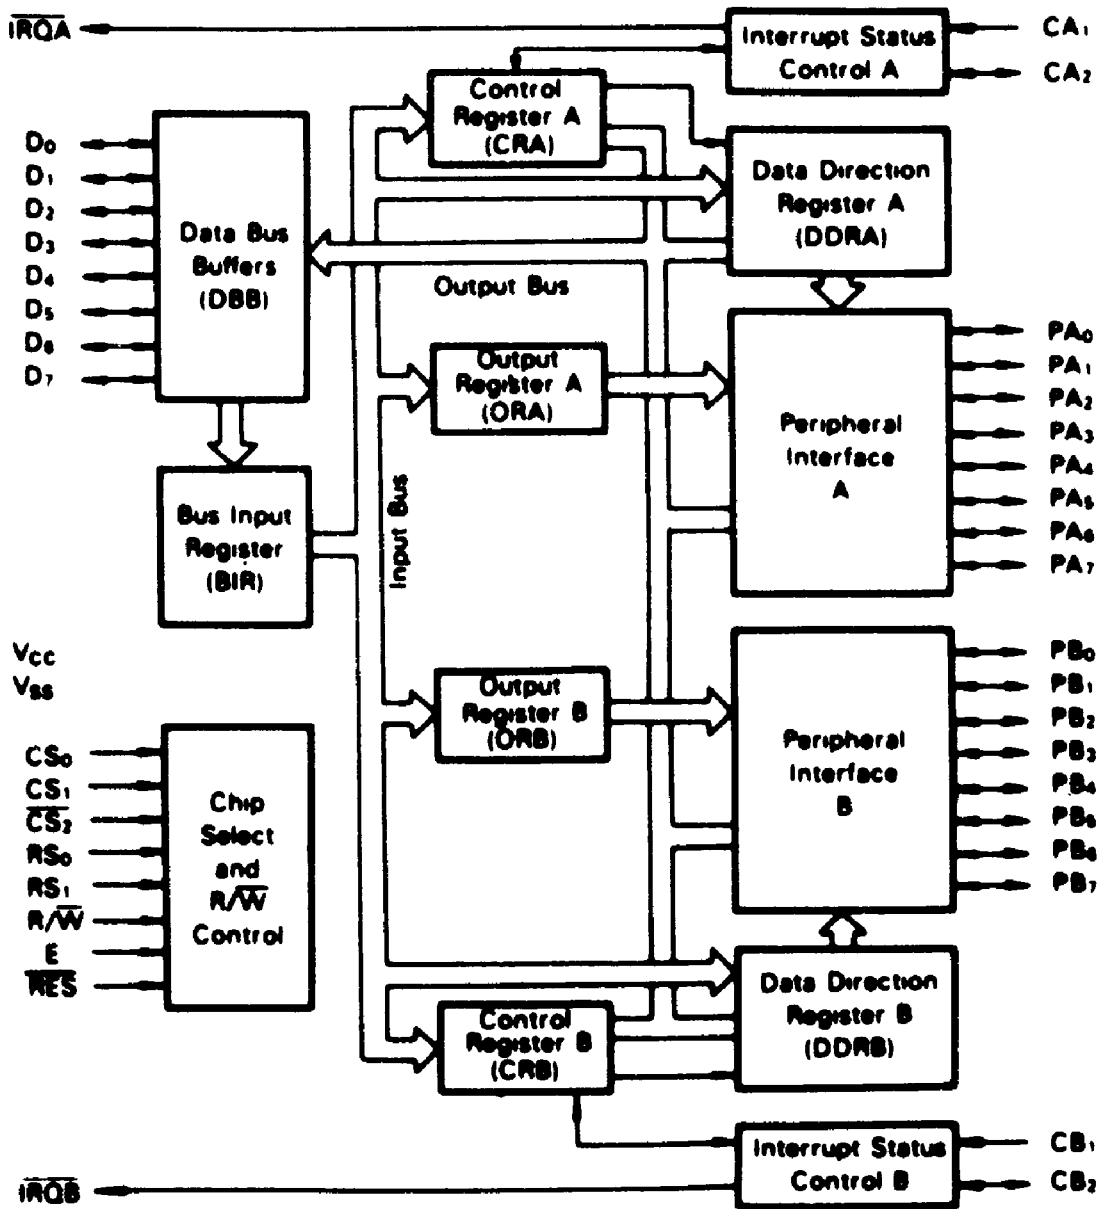 IRQA
Interrupt Status
Control A
CA₁
CA₂
Control
Register A
(CRA)
D₀
D₁
D₂
D₃
D₄
D₅
D₆
D₇
Data Bus
Buffers
(DBB)
Data Direction
Register A
(DDRA)
Output Bus
Output
Register A
(ORA)
Peripheral
Interface
A
PA₀
PA₁
PA₂
PA₃
PA₄
PA₅
PA₆
PA₇
Bus Input
Register
(BIR)
Input Bus
VCC
VSS
Output
Register B
(ORB)
Peripheral
Interface
B
PB₀
PB₁
PB₂
PB₃
PB₄
PB₅
PB₆
PB₇
CS₀
CS₁
C̅S̅₂
RS₀
RS₁
R/W̅
E
R̅E̅S̅
Chip
Select
and
R/W̅
Control
Data Direction
Register B
(DDRB)
Control
Register B
(CRB)
Interrupt Status
Control B
CB₁
CB₂
IRQB